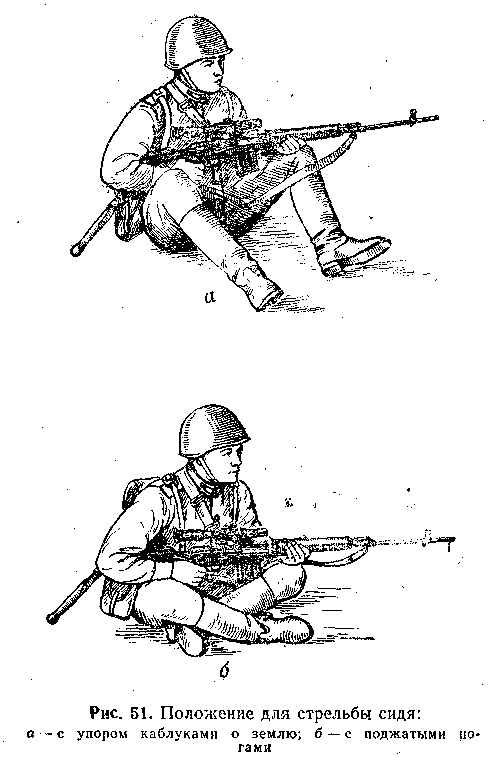 а
б
Рис. 51. Положение для стрельбы сидя:
а — с упором каблуками о землю; б — с поджатыми но-
гами